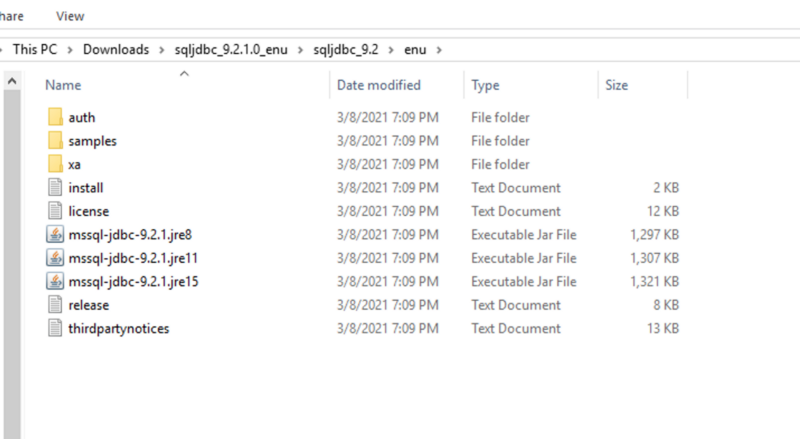 hare View
This PC > Downloads > sqljdbc_9.2.1.0_enu > sqljdbc_9.2 > enu >
Name Date modified Type Size
auth 3/8/2021 7:09 PM File folder
samples 3/8/2021 7:09 PM File folder
xa 3/8/2021 7:09 PM File folder
install 3/8/2021 7:09 PM Text Document 2 KB
license 3/8/2021 7:09 PM Text Document 12 KB
mssql-jdbc-9.2.1.jre8 3/8/2021 7:09 PM Executable Jar File 1,297 KB
mssql-jdbc-9.2.1.jre11 3/8/2021 7:09 PM Executable Jar File 1,307 KB
mssql-jdbc-9.2.1.jre15 3/8/2021 7:09 PM Executable Jar File 1,321 KB
release 3/8/2021 7:09 PM Text Document 8 KB
thirdpartynotices 3/8/2021 7:09 PM Text Document 13 KB